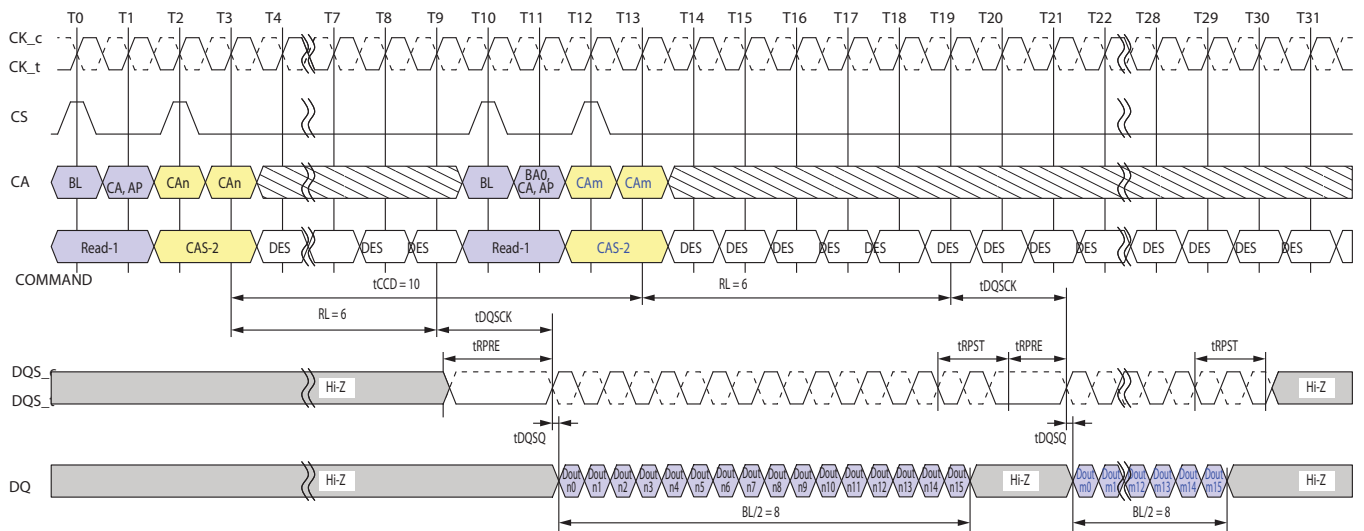 T0 T1 T2 T3 T4 T7 T8 T9 T10 T11 T12 T13 T14 T15 T16 T17 T18 T19 T20 T21 T22 T28 T29 T30 T31
CK_c
CK_t
CS
CA
BL
CA, AP
CAn
CAn
BL
BA0,
CA, AP
CAm
CAm
Read-1 CAS-2 DES DES DES Read-1 CAS-2 DES DES DES DES DES DES DES DES DES DES DES DES DES
COMMAND
tCCD = 10 RL = 6 tDQSCK
RL = 6 tDQSCK
tRPRE tRPST tRPRE tRPST
DQS_c
DQS_t
Hi-Z Hi-Z
tDQSQ tDQSQ
DQ
Hi-Z
Dout Dout Dout Dout Dout Dout Dout Dout Dout Dout Dout Dout Dout Dout Dout Dout
n0 n1 n2 n3 n4 n5 n6 n7 n8 n9 n10 n11 n12 n13 n14 n15
Hi-Z
Dout Dout Dout Dout Dout Dout
m0 m1 m12 m13 m14 m15
Hi-Z
BL/2 = 8 BL/2 = 8